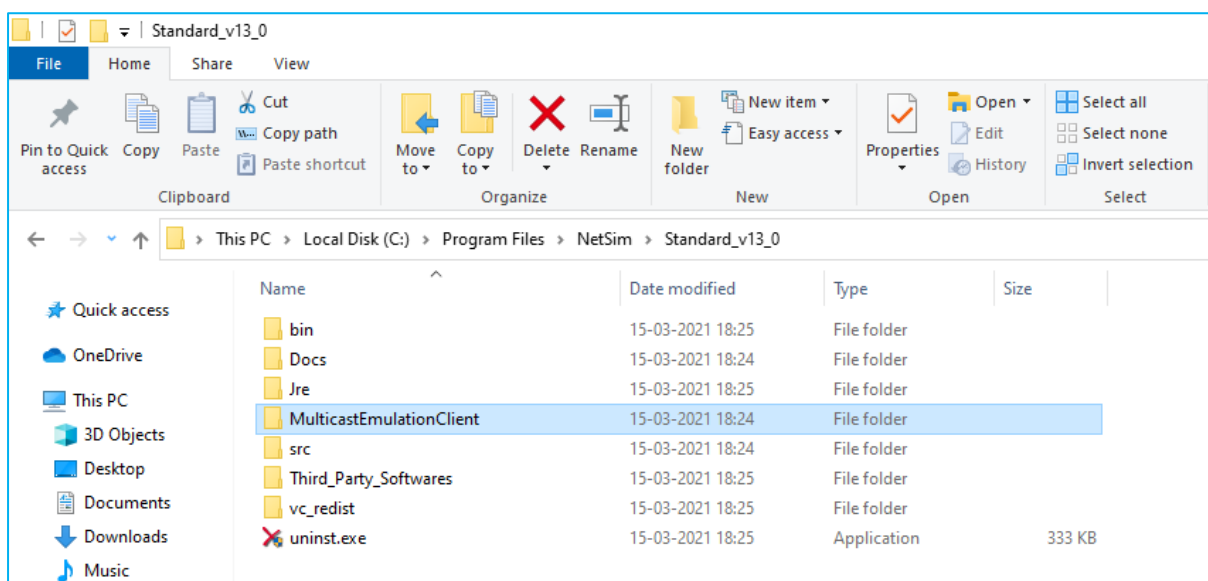 Standard_v13_0
File Home Share View
Pin to Quick access
Copy
Paste
Cut
Copy path
Paste shortcut
Move to
Copy to
Delete
Rename
New folder
New item
Easy access
Properties
Open
Edit
History
Select all
Select none
Invert selection
Clipboard Organize New Open Select
This PC > Local Disk (C:) > Program Files > NetSim > Standard_v13_0
Name Date modified Type Size
Quick access
OneDrive
This PC
3D Objects
Desktop
Documents
Downloads
Music
bin 15-03-2021 18:25 File folder
Docs 15-03-2021 18:24 File folder
Jre 15-03-2021 18:25 File folder
MulticastEmulationClient 15-03-2021 18:24 File folder
src 15-03-2021 18:24 File folder
Third_Party_Softwares 15-03-2021 18:25 File folder
vc_redist 15-03-2021 18:25 File folder
uninst.exe 15-03-2021 18:25 Application 333 KB